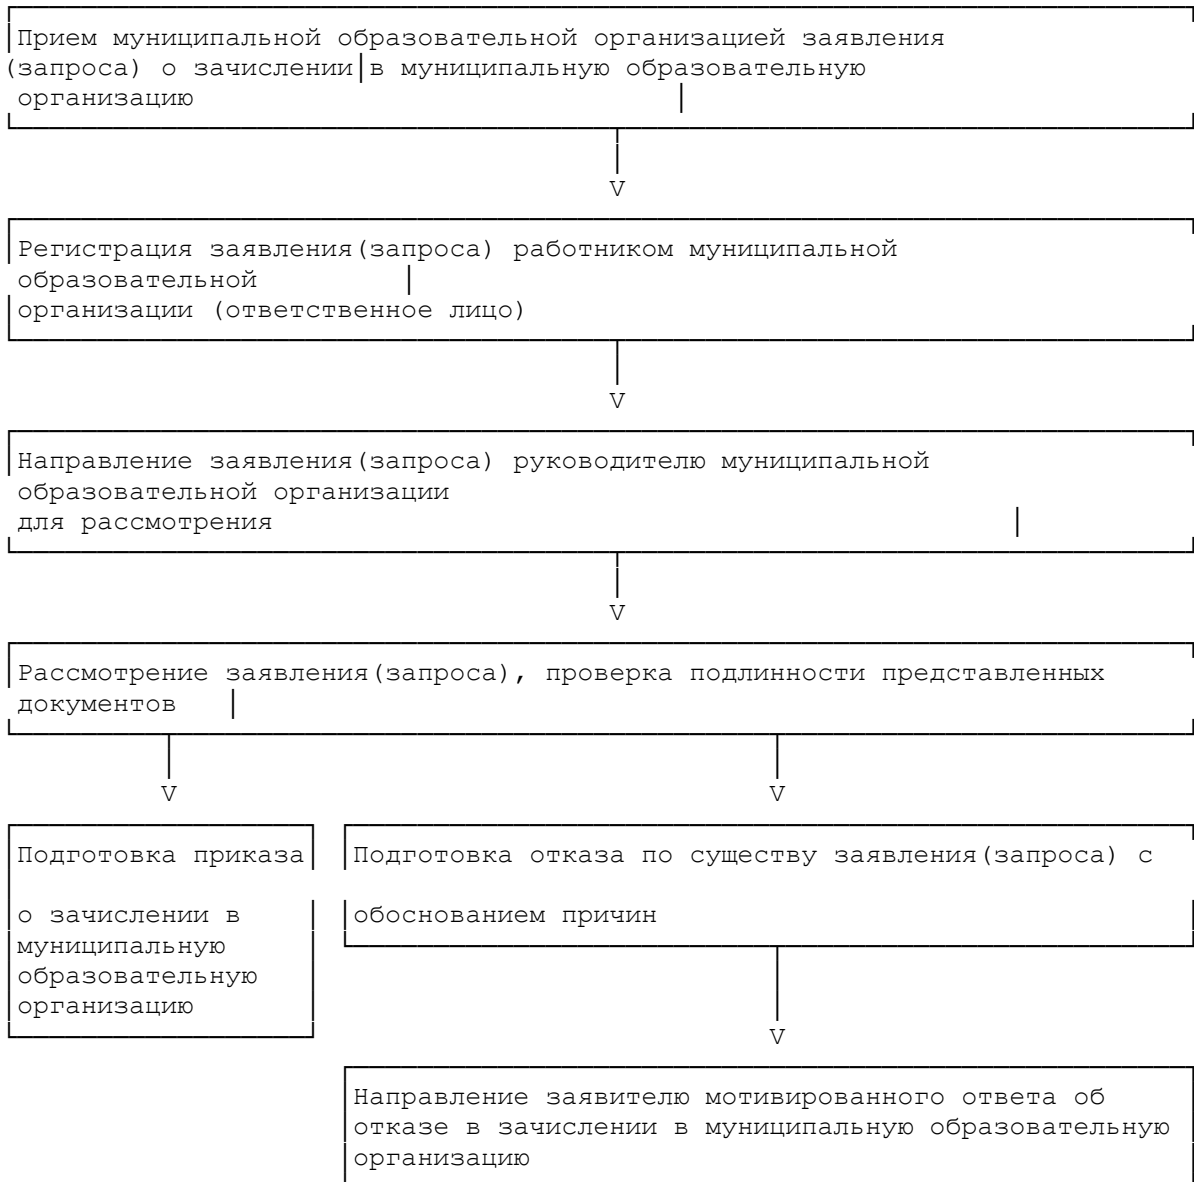 Прием муниципальной образовательной организацией заявления
(запроса) о зачислении в муниципальную образовательную
организацию
V
Регистрация заявления(запроса) работником муниципальной
образовательной
организации (ответственное лицо)
V
Направление заявления(запроса) руководителю муниципальной
образовательной организации
для рассмотрения
V
Рассмотрение заявления(запроса), проверка подлинности представленных
документов
V V
Подготовка приказа
о зачислении в
муниципальную
образовательную
организацию
Подготовка отказа по существу заявления(запроса) с
обоснованием причин
V
Направление заявителю мотивированного ответа об
отказе в зачислении в муниципальную образовательную
организацию